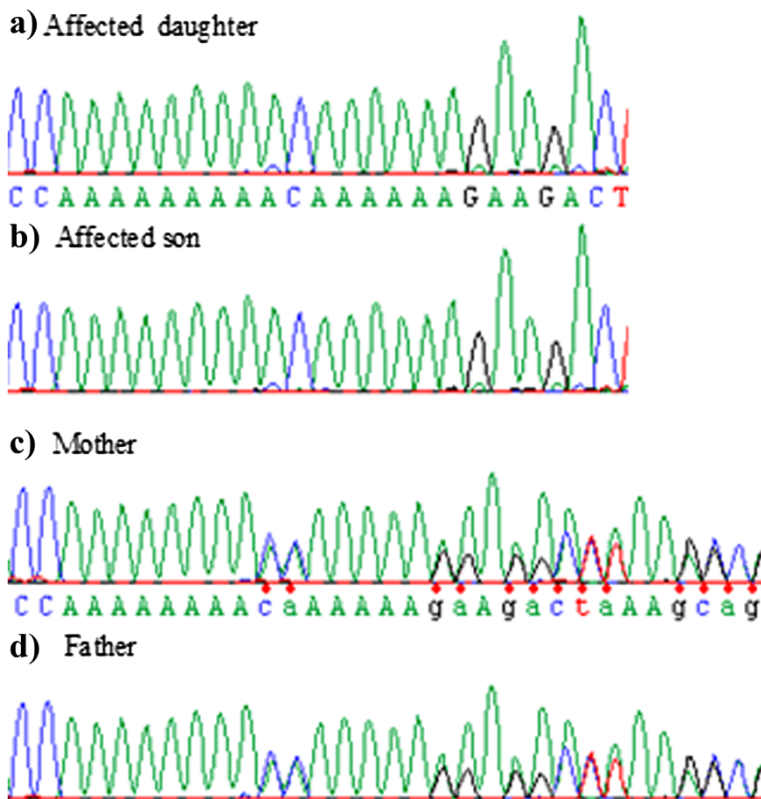 a) Affected daughter
C C A A A A A A A A A C A A A A A A G A A G A C T
b) Affected son
c) Mother
C C A A A A A A A A c a A A A A A g a A g a c t a A A g c a g
d) Father